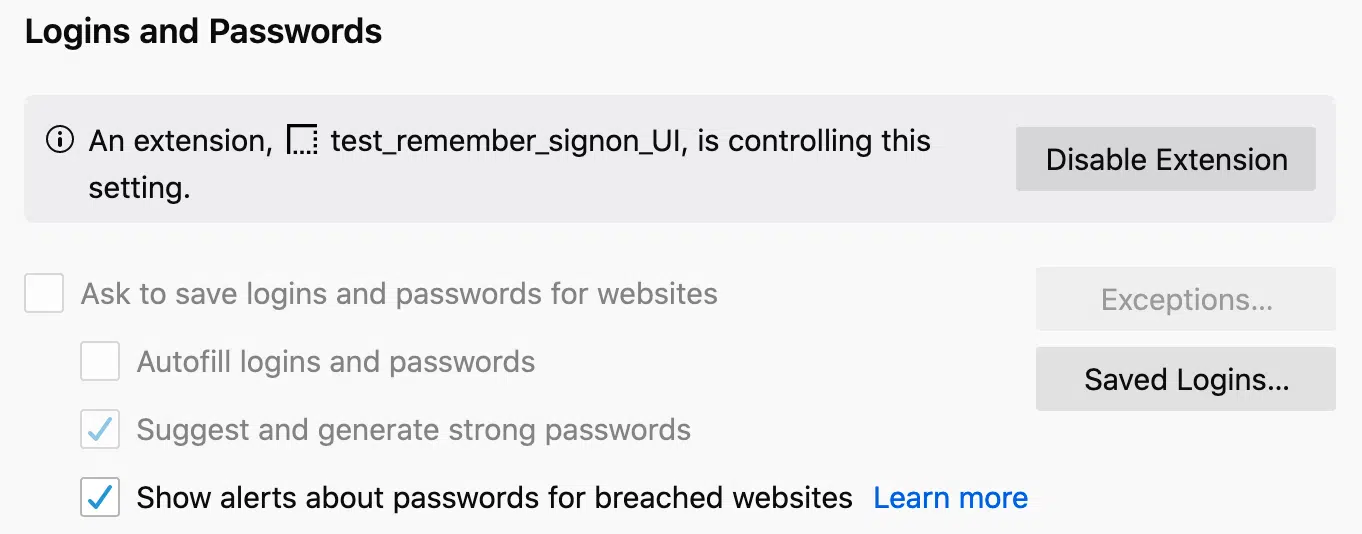 Logins and Passwords
An extension, test_remember_signon_UI, is controlling this
setting.
Disable Extension
Ask to save logins and passwords for websites
Exceptions...
Autofill logins and passwords
Saved Logins...
Suggest and generate strong passwords
Show alerts about passwords for breached websites Learn more